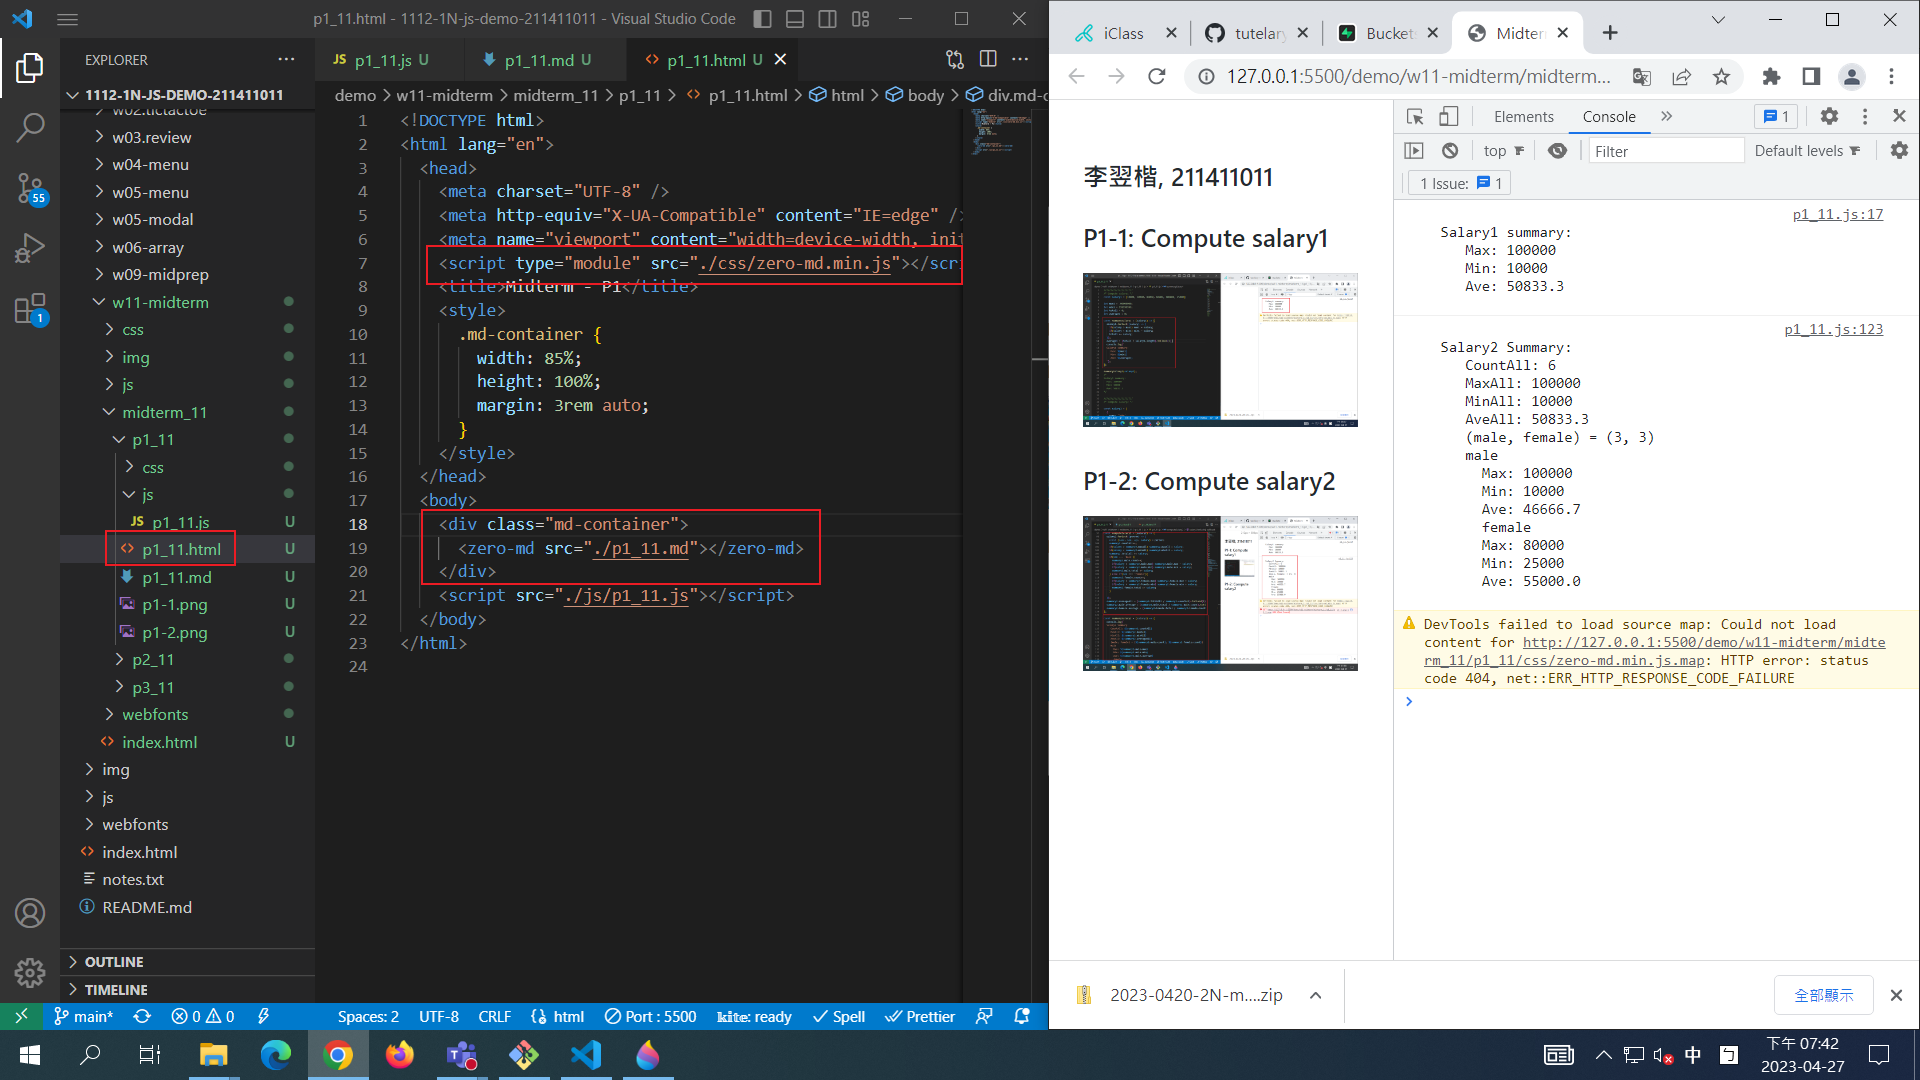 p1_11.html - 1112-1N-js-demo-211411011 - Visual Studio Code
EXPLORER
1112-1N-JS-DEMO-211411011
w02.tictactoe
w03.review
w04-menu
w05-menu
w05-modal
w06-array
w09-midprep
w11-midterm
css
img
js
midterm_11
p1_11
css
js
JS p1_11.js U
<> p1_11.html U
p1_11.md U
p1-1.png U
p1-2.png U
p2_11
p3_11
webfonts
<> index.html U
img
js
webfonts
<> index.html
notes.txt
README.md
OUTLINE
TIMELINE
55
1
JS p1_11.js U
p1_11.md U
<> p1_11.html U
demo > w11-midterm > midterm_11 > p1_11 > <> p1_11.html > html > body > div.md-c
1 <!DOCTYPE html>
2 <html lang="en">
3 <head>
4 <meta charset="UTF-8" />
5 <meta http-equiv="X-UA-Compatible" content="IE=edge" />
6 <meta name="viewport" content="width=device-width, init
7 <script type="module" src="./css/zero-md.min.js"></scri
8 <title>Midterm - P1</title>
9 <style>
10 .md-container {
11 width: 85%;
12 height: 100%;
13 margin: 3rem auto;
14 }
15 </style>
16 </head>
17 <body>
18 <div class="md-container">
19 <zero-md src="./p1_11.md"></zero-md>
20 </div>
21 <script src="./js/p1_11.js"></script>
22 </body>
23 </html>
24
main* 0 0 Spaces: 2 UTF-8 CRLF html Port : 5500 kite: ready Spell Prettier
iClass
tutelar
Bucket
Midter
127.0.0.1:5500/demo/w11-midterm/midterm...
李翌楷, 211411011
P1-1: Compute salary1
P1-2: Compute salary2
Elements Console 1
top Filter Default levels
1 Issue: 1
p1_11.js:17
Salary1 summary:
Max: 100000
Min: 10000
Ave: 50833.3
p1_11.js:123
Salary2 Summary:
CountAll: 6
MaxAll: 100000
MinAll: 10000
AveAll: 50833.3
(male, female) = (3, 3)
male
Max: 100000
Min: 10000
Ave: 46666.7
female
Max: 80000
Min: 25000
Ave: 55000.0
DevTools failed to load source map: Could not load
content for http://127.0.0.1:5500/demo/w11-midterm/midte
rm_11/p1_11/css/zero-md.min.js.map: HTTP error: status
code 404, net::ERR_HTTP_RESPONSE_CODE_FAILURE
2023-0420-2N-m....zip
全部顯示
中
ㄅ
下午 07:42
2023-04-27